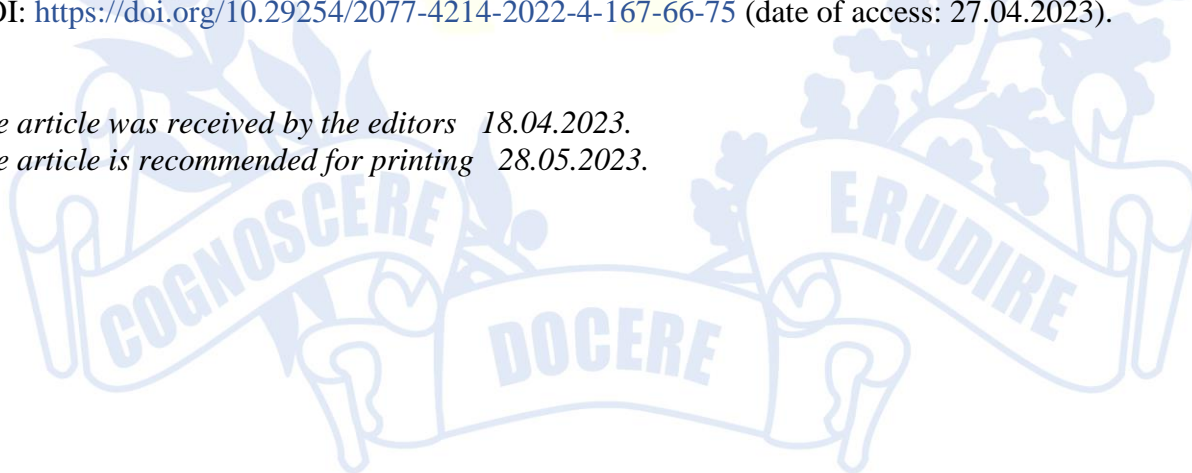 OI: https://doi.org/10.29254/2077-4214-2022-4-167-66-75 (date of access: 27.04.2023).
e article was received by the editors 18.04.2023.
e article is recommended for printing 28.05.2023.
COGNOSCERE
DOCERE
ERUDIRE